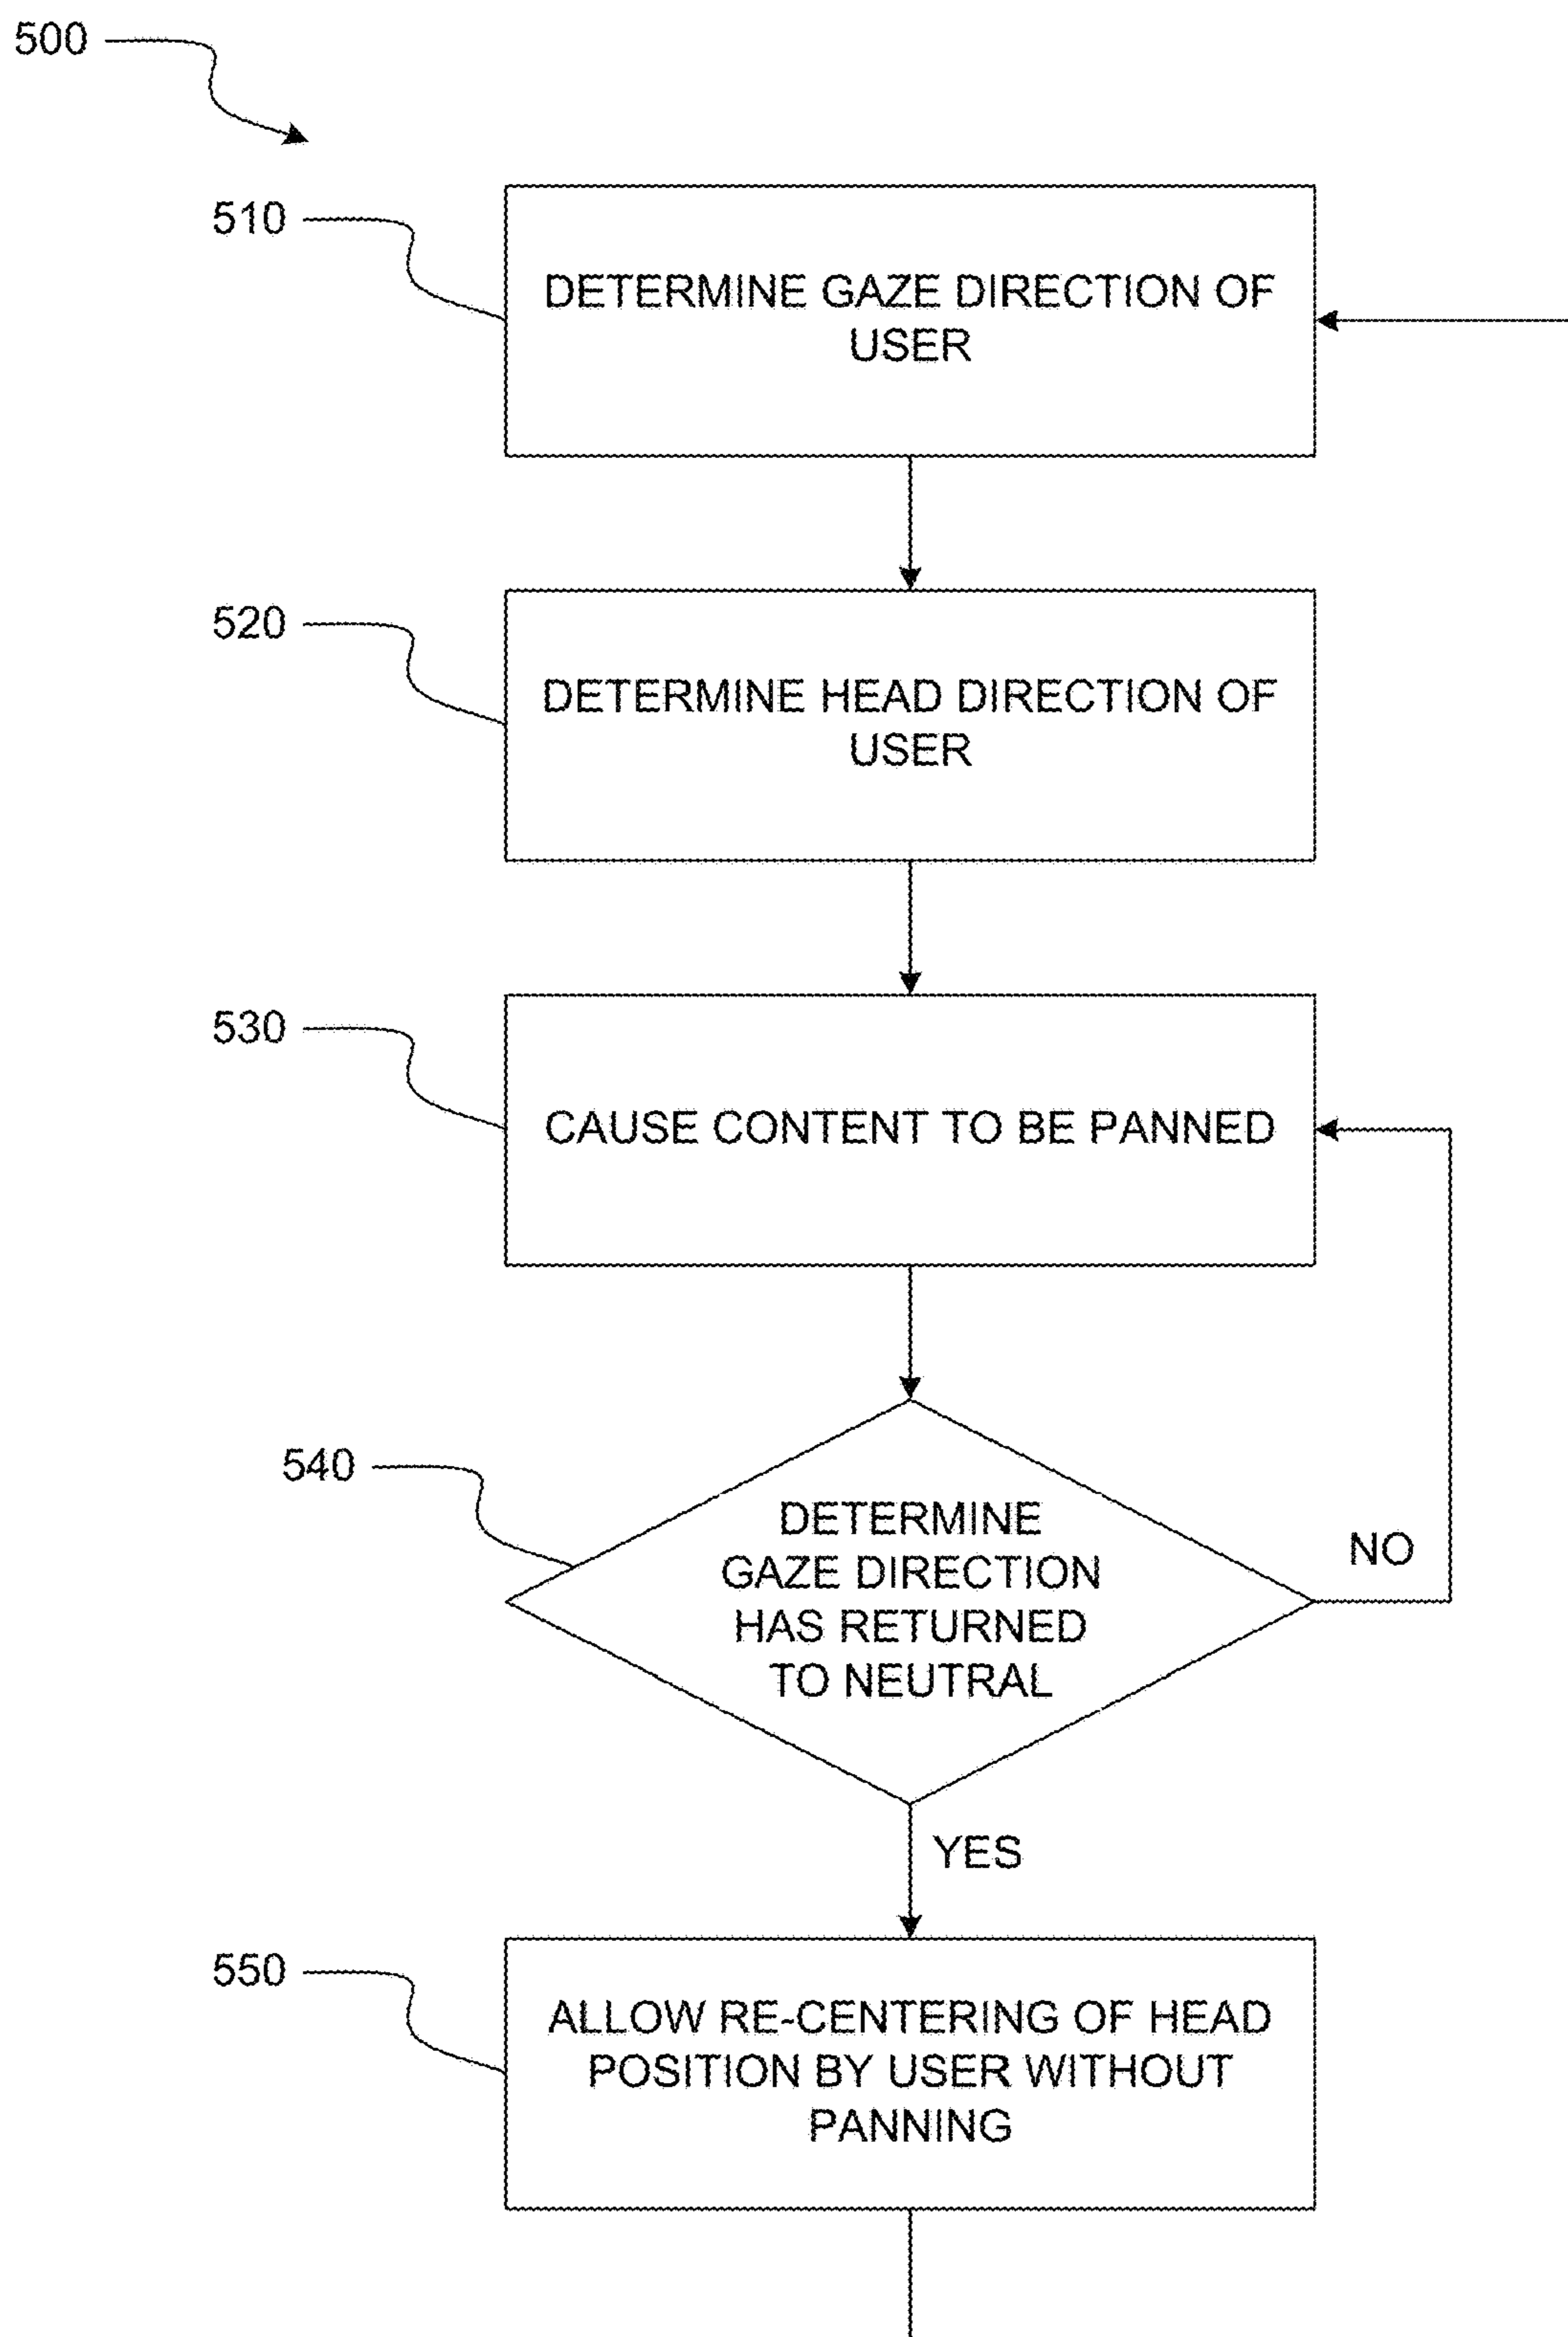 500
510
DETERMINE GAZE DIRECTION OF
USER
520
DETERMINE HEAD DIRECTION OF
USER
530
CAUSE CONTENT TO BE PANNED
540
DETERMINE
GAZE DIRECTION
HAS RETURNED
TO NEUTRAL
NO
YES
550
ALLOW RE-CENTERING OF HEAD
POSITION BY USER WITHOUT
PANNING